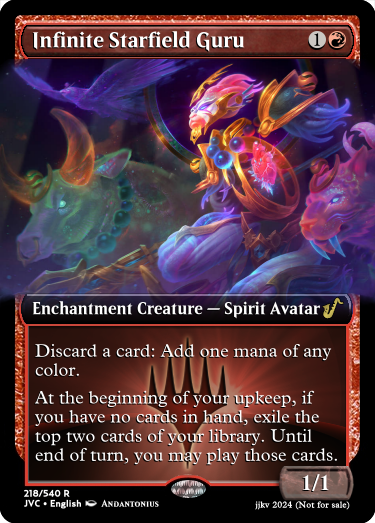 Infinite Starfield Guru 1
Enchantment Creature — Spirit Avatar
Discard a card: Add one mana of any
color.
At the beginning of your upkeep, if
you have no cards in hand, exile the
top two cards of your library. Until
end of turn, you may play those cards.
1/1
218/540 R
JVC • English ANDANTONIUS
jjkv 2024 (Not for sale)